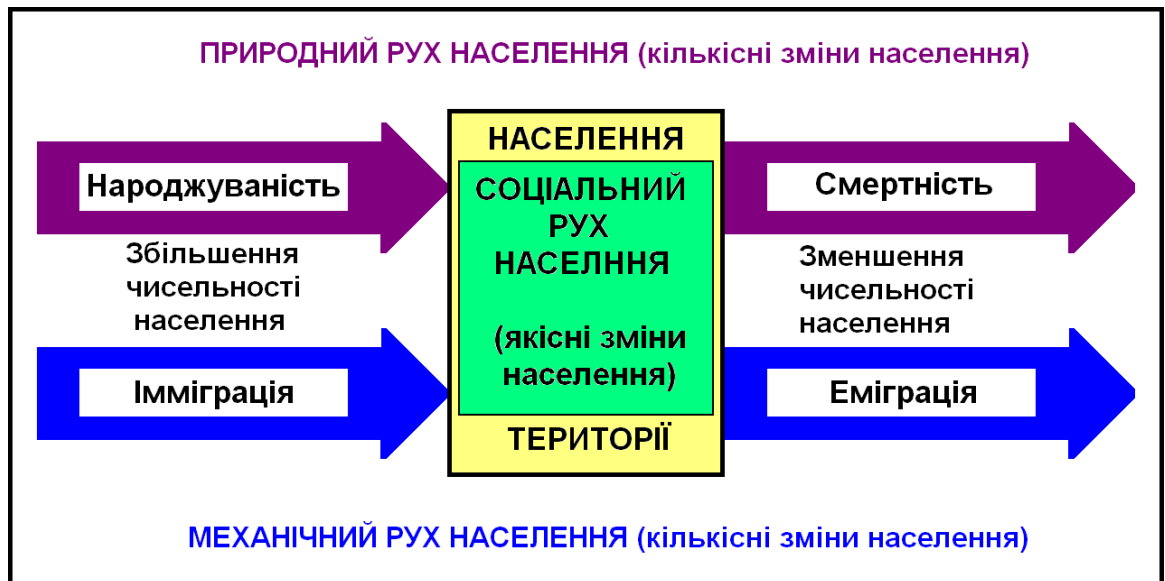 ПРИРОДНИЙ РУХ НАСЕЛЕННЯ (кількісні зміни населення)
Народжуваність
Збільшення
чисельності
населення
Імміграція
НАСЕЛЕННЯ
СОЦІАЛЬНИЙ
РУХ
НАСЕЛННЯ
(якісні зміни
населення)
ТЕРИТОРІЇ
Смертність
Зменшення
чисельності
населення
Еміграція
МЕХАНІЧНИЙ РУХ НАСЕЛЕННЯ (кількісні зміни населення)